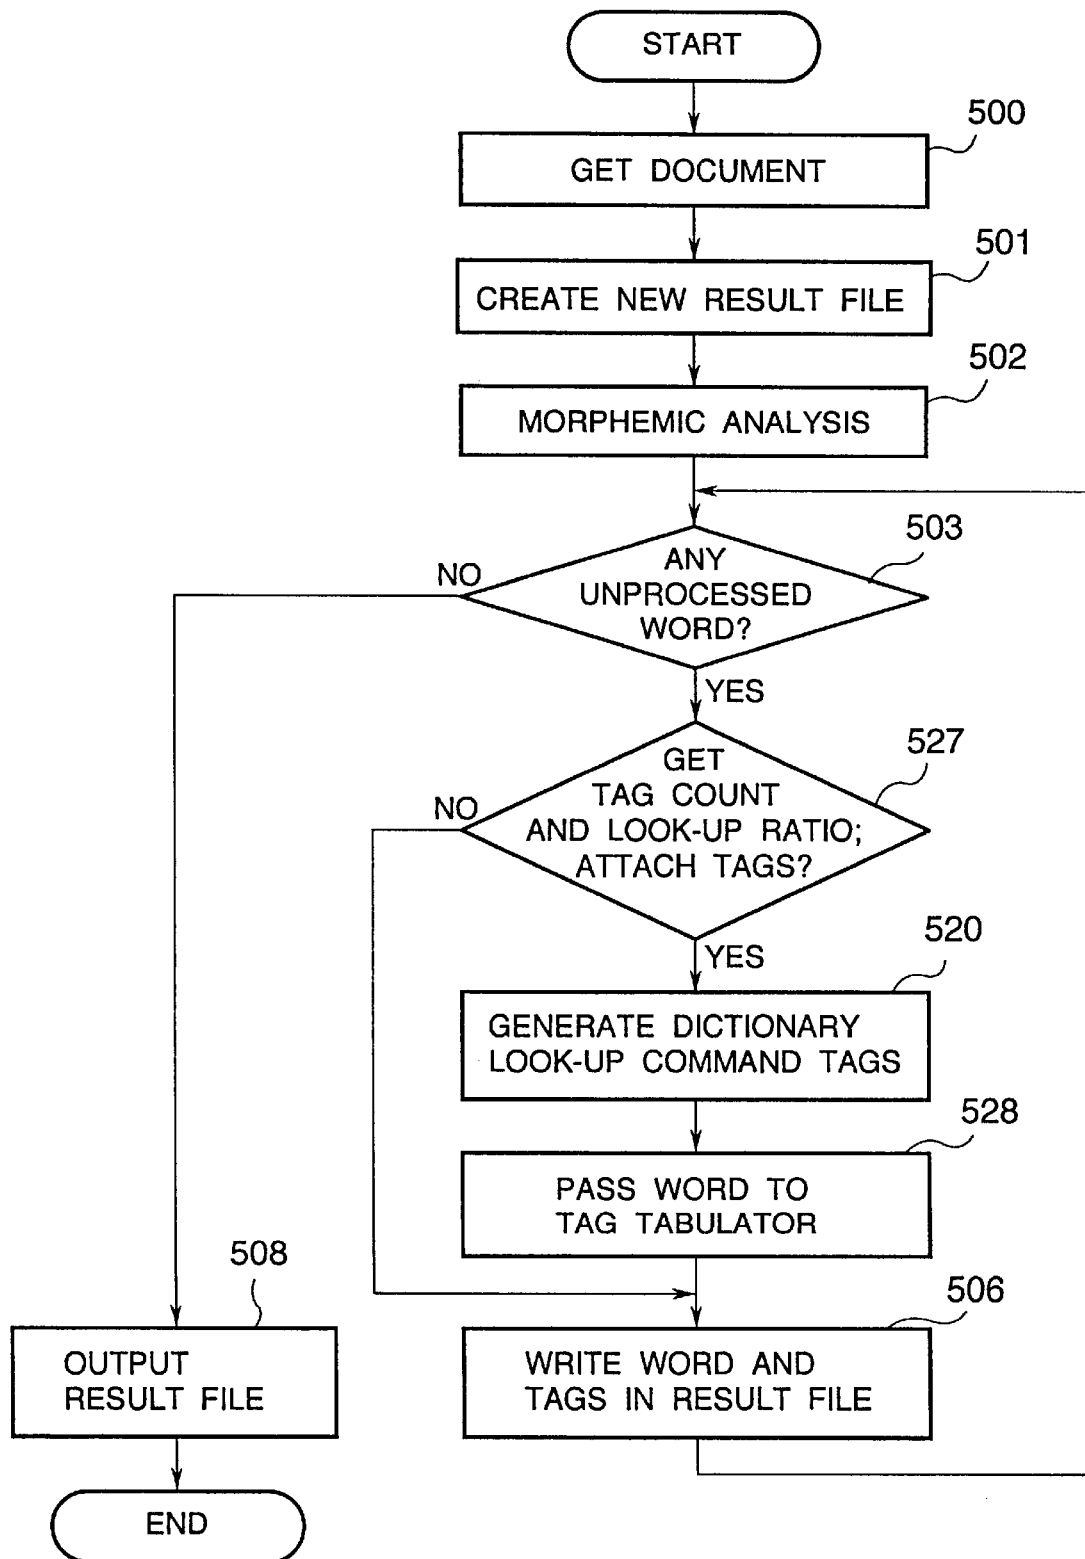 START
500
GET DOCUMENT
501
CREATE NEW RESULT FILE
502
MORPHEMIC ANALYSIS
503
NO
ANY
UNPROCESSED
WORD?
YES
527
NO
GET
TAG COUNT
AND LOOK-UP RATIO;
ATTACH TAGS?
YES
520
GENERATE DICTIONARY
LOOK-UP COMMAND TAGS
528
PASS WORD TO
TAG TABULATOR
508
OUTPUT
RESULT FILE
506
WRITE WORD AND
TAGS IN RESULT FILE
END